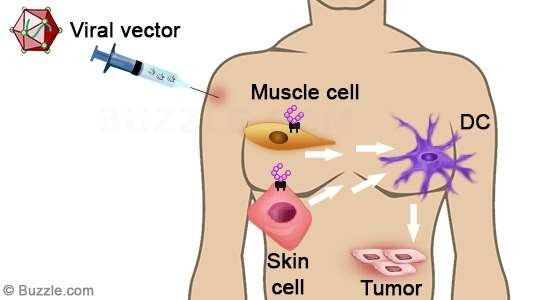 Viral vector
Muscle cell
DC
BUZZLE.COM
Skin
cell
Tumor
© Buzzle.com